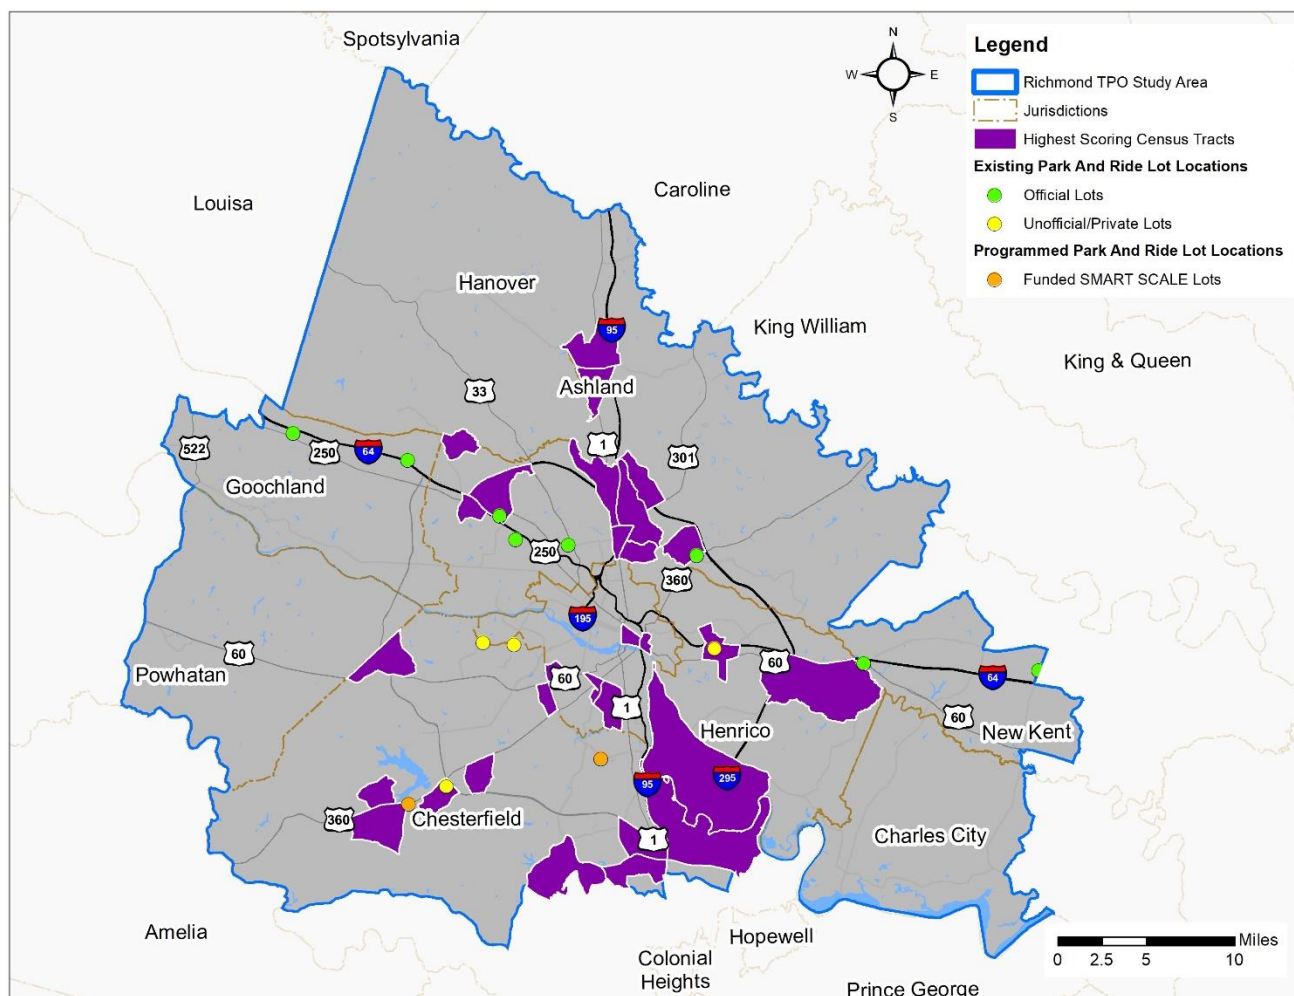 Spotsylvania
N
W
E
S
Legend
Richmond TPO Study Area
Jurisdictions
Highest Scoring Census Tracts
Existing Park And Ride Lot Locations
Official Lots
Unofficial/Private Lots
Programmed Park And Ride Lot Locations
Funded SMART SCALE Lots
Louisa
Caroline
Hanover
King William
King & Queen
95
Ashland
33
1
301
522
250
64
Goochland
250
360
195
60
Powhatan
60
60
64
60
New Kent
1
Henrico
95
295
360
Chesterfield
1
Charles City
Amelia
Hopewell
Colonial
Heights
Prince George
Miles
0 2.5 5 10